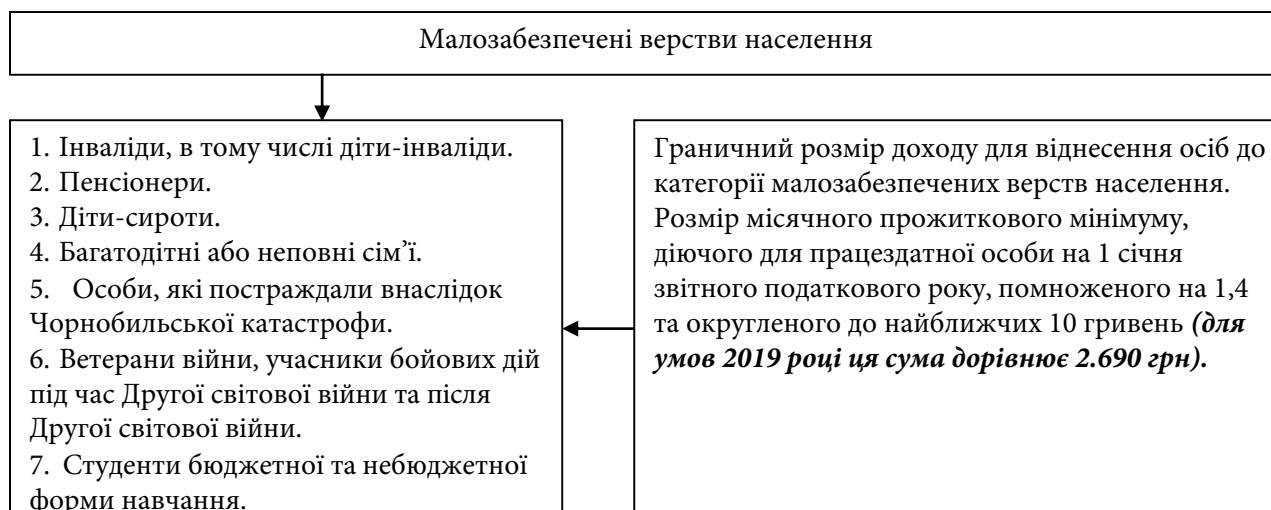 Малозабезпечені верстви населення
1. Інваліди, в тому числі діти-інваліди.
2. Пенсіонери.
3. Діти-сироти.
4. Багатодітні або неповні сім’ї.
5. Особи, які постраждали внаслідок
Чорнобильської катастрофи.
6. Ветерани війни, учасники бойових дій
під час Другої світової війни та після
Другої світової війни.
7. Студенти бюджетної та небюджетної
форми навчання.
Граничний розмір доходу для віднесення осіб до
категорії малозабезпечених верств населення.
Розмір місячного прожиткового мінімуму,
діючого для працездатної особи на 1 січня
звітного податкового року, помноженого на 1,4
та округленого до найближчих 10 гривень (для
умов 2019 році ця сума дорівнює 2.690 грн).